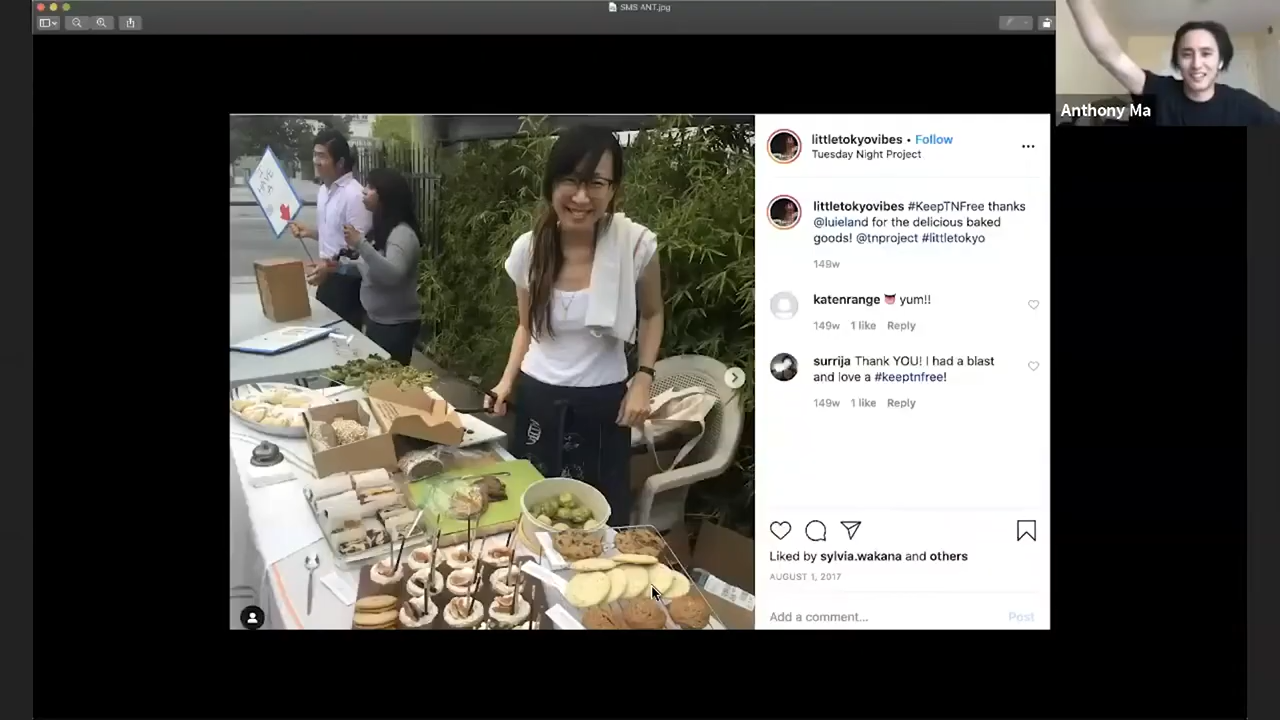 SMS ANT.jpg
Anthony Ma
littletokyovibes • Follow
Tuesday Night Project
littletokyovibes #KeepTNFree thanks
@luieland for the delicious baked
goods! @tnproject #littletokyo
149w
katenrange 👅 yum!!
149w 1 like Reply
surrija Thank YOU! I had a blast
and love a #keeptnfree!
149w 1 like Reply
Liked by sylvia.wakana and others
AUGUST 1, 2017
Add a comment... Post